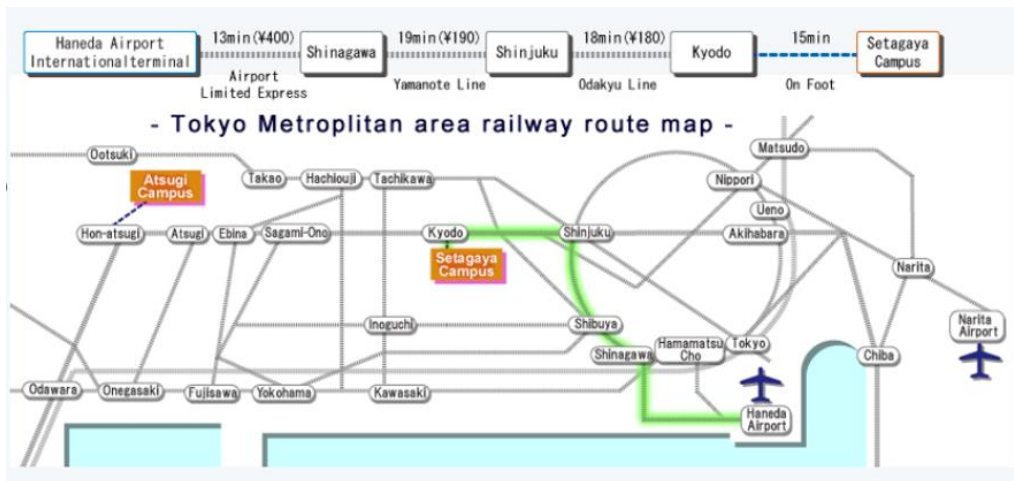 13min(¥400)
19min(¥190)
18min(¥180)
15min
Haneda Airport
Internationalterminal
Shinagawa
Shinjuku
Kyodo
Setagaya
Campus
Airport
Limited Express
Yamanote Line
Odakyu Line
On Foot
- Tokyo Metroplitan area railway route map -
Matsudo
Ootsuki
Atsugi
Campus
Takao
Hachiouji
Tachikawa
Nippori
Ueno
Hon-atsugi
Atsugi
Ebina
Sagami-Ono
Kyodo
Shinjuku
Akihabara
Setagaya
Campus
Narita
Inoguchi
Shibuya
Narita
Airport
Shinagawa
Hamamatsu
Cho
Tokyo
Chiba
Odawara
Onegasaki
Fujisawa
Yokohama
Kawasaki
Haneda
Airport